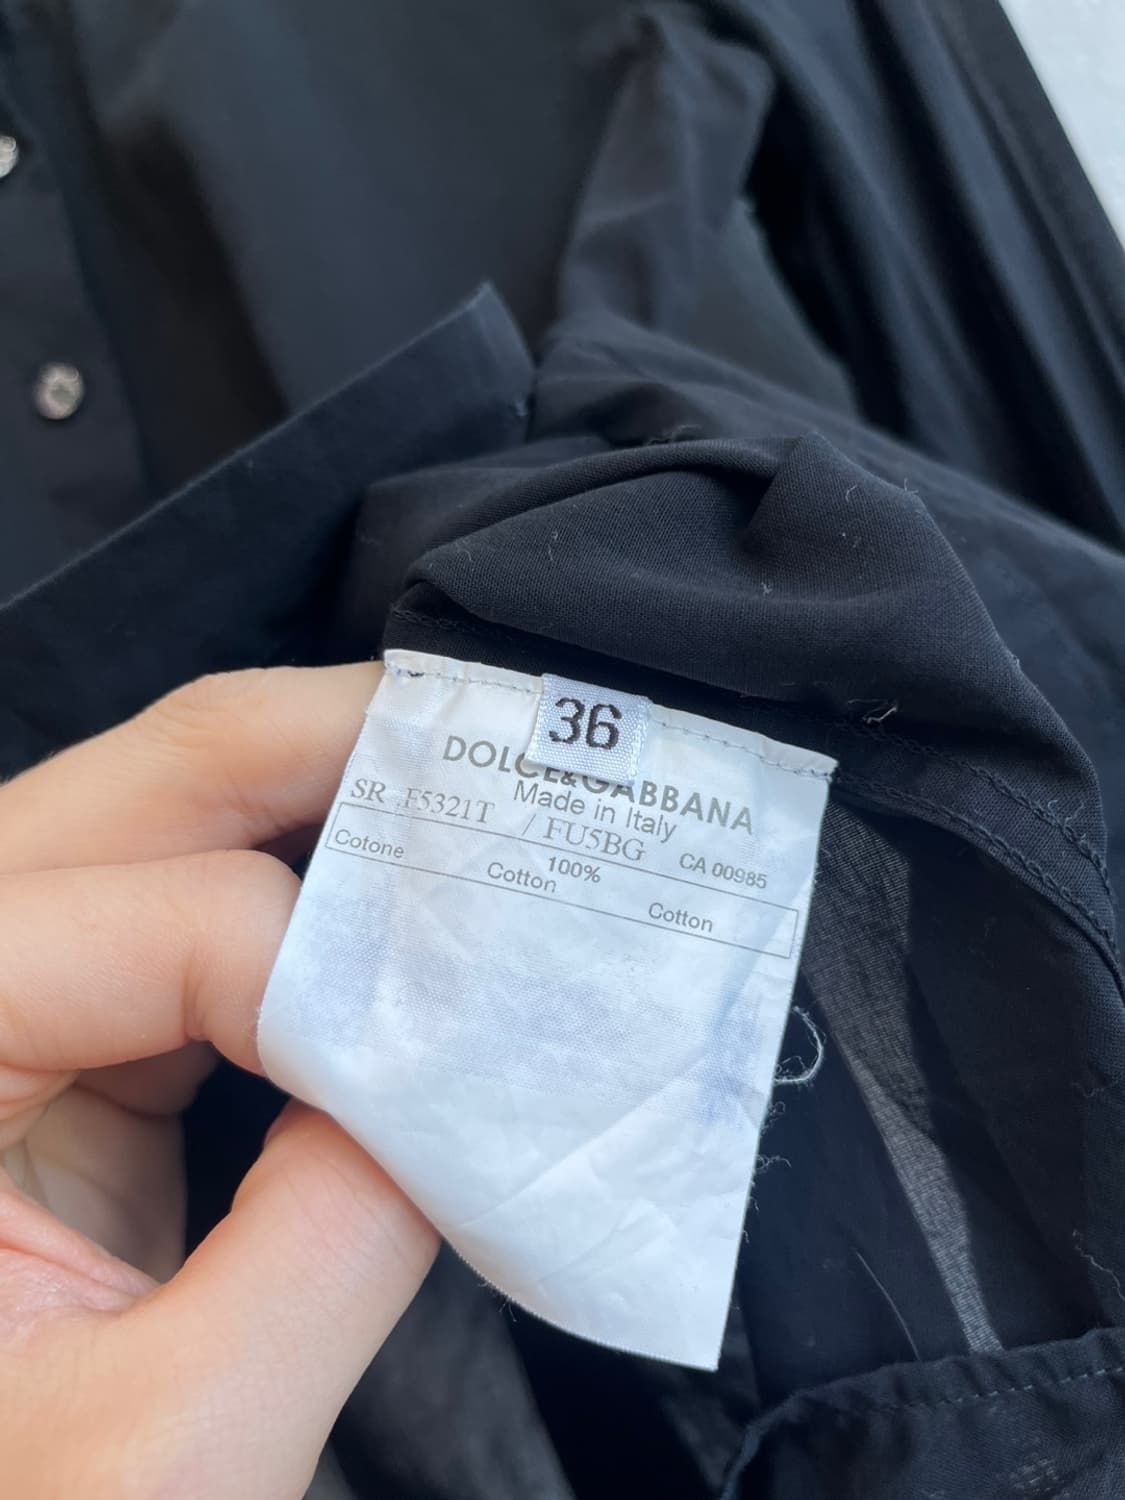 36
DOLCE&GABBANA
Made in Italy
SR F5321T / FU5BG CA 00985
100%
Cotone Cotton Cotton